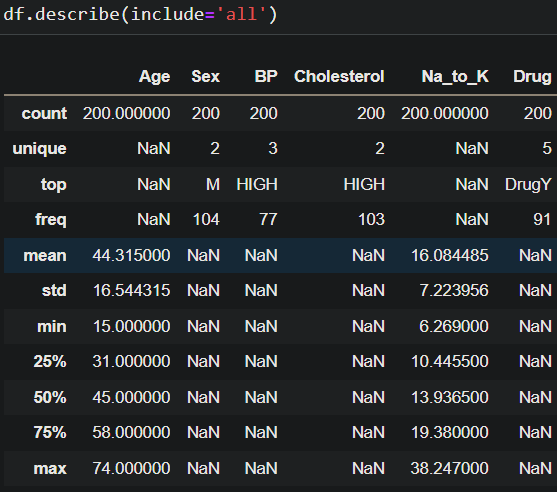 df.describe(include='all')
Age Sex BP Cholesterol Na_to_K Drug
count 200.000000 200 200 200 200.000000 200
unique NaN 2 3 2 NaN 5
top NaN M HIGH HIGH NaN DrugY
freq NaN 104 77 103 NaN 91
mean 44.315000 NaN NaN NaN 16.084485 NaN
std 16.544315 NaN NaN NaN 7.223956 NaN
min 15.000000 NaN NaN NaN 6.269000 NaN
25% 31.000000 NaN NaN NaN 10.445500 NaN
50% 45.000000 NaN NaN NaN 13.936500 NaN
75% 58.000000 NaN NaN NaN 19.380000 NaN
max 74.000000 NaN NaN NaN 38.247000 NaN